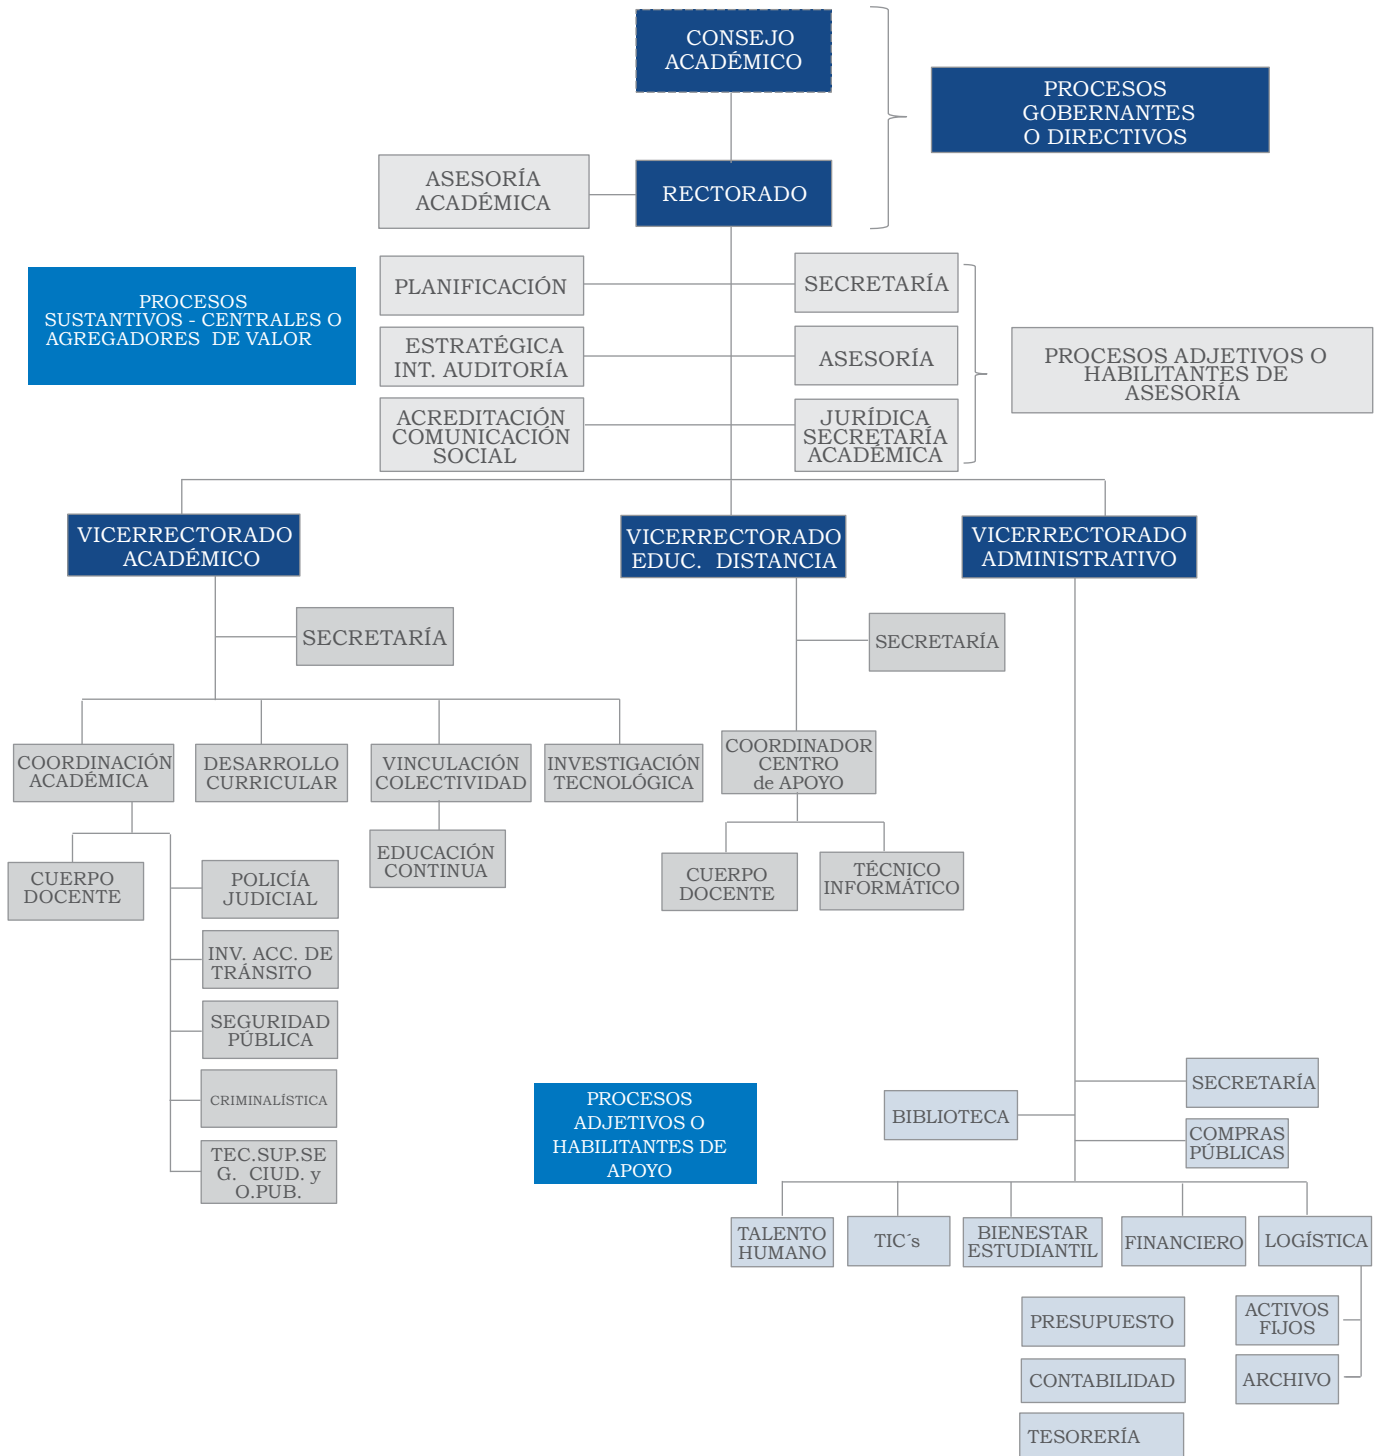 CONSEJO
ACADÉMICO
PROCESOS
GOBERNANTES
O DIRECTIVOS
ASESORÍA
ACADÉMICA
RECTORADO
PROCESOS
SUSTANTIVOS - CENTRALES O
AGREGADORES DE VALOR
PLANIFICACIÓN
SECRETARÍA
ESTRATÉGICA
INT. AUDITORÍA
ASESORÍA
PROCESOS ADJETIVOS O
HABILITANTES DE
ASESORÍA
ACREDITACIÓN
COMUNICACIÓN
SOCIAL
JURÍDICA
SECRETARÍA
ACADÉMICA
VICERRECTORADO
ACADÉMICO
VICERRECTORADO
EDUC. DISTANCIA
VICERRECTORADO
ADMINISTRATIVO
SECRETARÍA
SECRETARÍA
COORDINACIÓN
ACADÉMICA
DESARROLLO
CURRICULAR
VINCULACIÓN
COLECTIVIDAD
INVESTIGACIÓN
TECNOLÓGICA
COORDINADOR
CENTRO
de APOYO
CUERPO
DOCENTE
POLICÍA
JUDICIAL
EDUCACIÓN
CONTINUA
CUERPO
DOCENTE
TÉCNICO
INFORMÁTICO
INV. ACC. DE
TRÁNSITO
SEGURIDAD
PÚBLICA
CRIMINALÍSTICA
TEC.SUP.SE
G. CIUD. y
O.PUB.
PROCESOS
ADJETIVOS O
HABILITANTES DE
APOYO
BIBLIOTECA
SECRETARÍA
COMPRAS
PÚBLICAS
TALENTO
HUMANO
TIC´s
BIENESTAR
ESTUDIANTIL
FINANCIERO
LOGÍSTICA
PRESUPUESTO
ACTIVOS
FIJOS
CONTABILIDAD
ARCHIVO
TESORERÍA